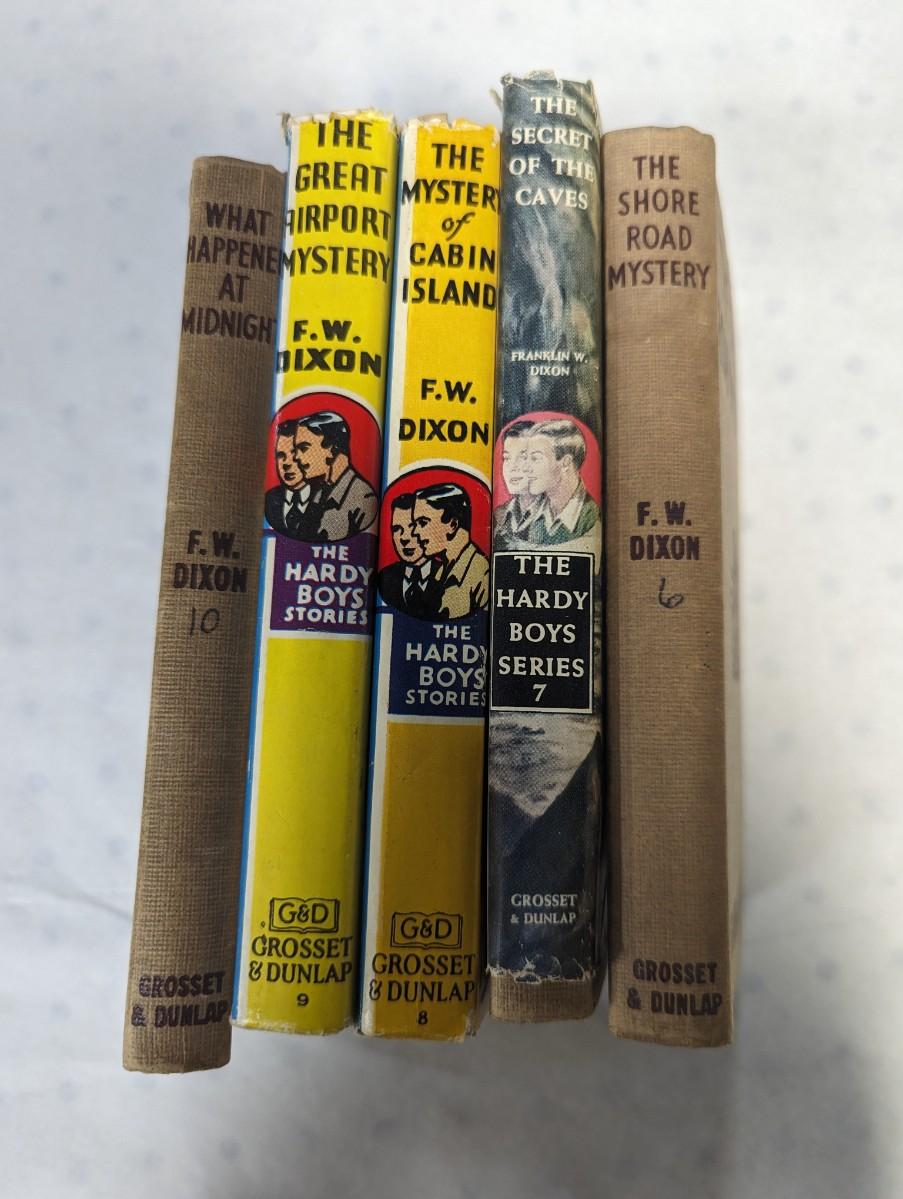 WHAT
HAPPENE
AT
MIDNIGHT
F.W.
DIXON
10
GROSSET
& DUNLAP
THE
GREAT
AIRPORT
MYSTERY
F.W.
DIXON
THE
HARDY
BOYS
STORIES
G&D
GROSSET
& DUNLAP
9
THE
MYSTERY
of
CABIN
ISLAND
F.W.
DIXON
THE
HARDY
BOYS
STORIES
G&D
GROSSET
& DUNLAP
8
THE
SECRET
OF THE
CAVES
FRANKLIN W.
DIXON
THE
HARDY
BOYS
SERIES
7
GROSSET
& DUNLAP
THE
SHORE
ROAD
MYSTERY
F. W.
DIXON
6
GROSSET
& DUNLAP